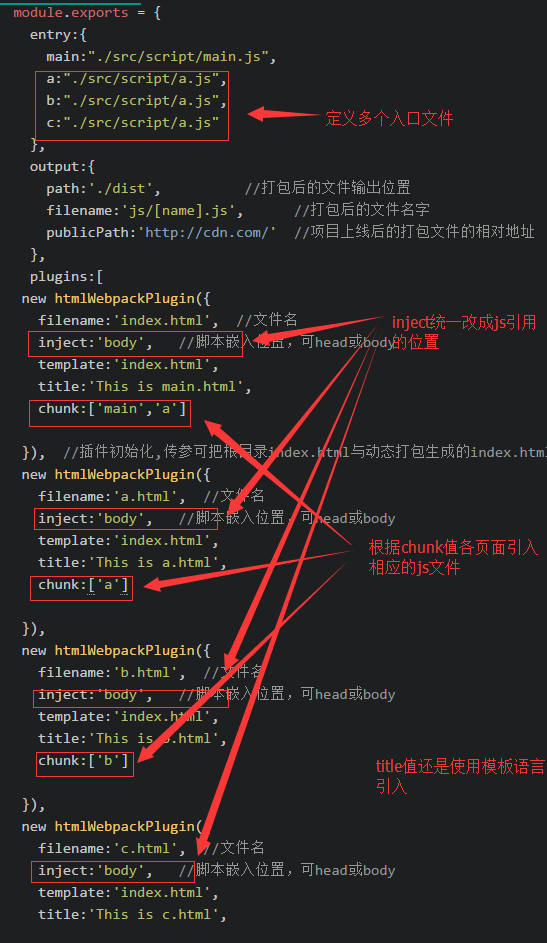 module.exports = {
entry:{
main:"./src/script/main.js",
a:"./src/script/a.js",
b:"./src/script/a.js",
c:"./src/script/a.js"
定义多个入口文件
},
output:{
path:'./dist', //打包后的文件输出位置
filename:'js/[name].js', //打包后的文件名字
publicPath:'http://cdn.com/' //项目上线后的打包文件的相对地址
},
plugins:[
new htmlWebpackPlugin({
filename:'index.html', //文件名
inject:'body', //脚本嵌入位置，可head或body
inject统一改成js引用
的位置
template:'index.html',
title:'This is main.html',
chunk:['main','a']
}), //插件初始化,传参可把根目录index.html与动态打包生成的index.html
new htmlWebpackPlugin({
filename:'a.html', //文件名
inject:'body', //脚本嵌入位置，可head或body
template:'index.html',
title:'This is a.html',
chunk:['a']
根据chunk值各页面引入
相应的js文件
}),
new htmlWebpackPlugin({
filename:'b.html', //文件名
inject:'body', //脚本嵌入位置，可head或body
template:'index.html',
title:'This is b.html',
chunk:['b']
title值还是使用模板语言
引入
}),
new htmlWebpackPlugin(
filename:'c.html', //文件名
inject:'body', //脚本嵌入位置，可head或body
template:'index.html',
title:'This is c.html',